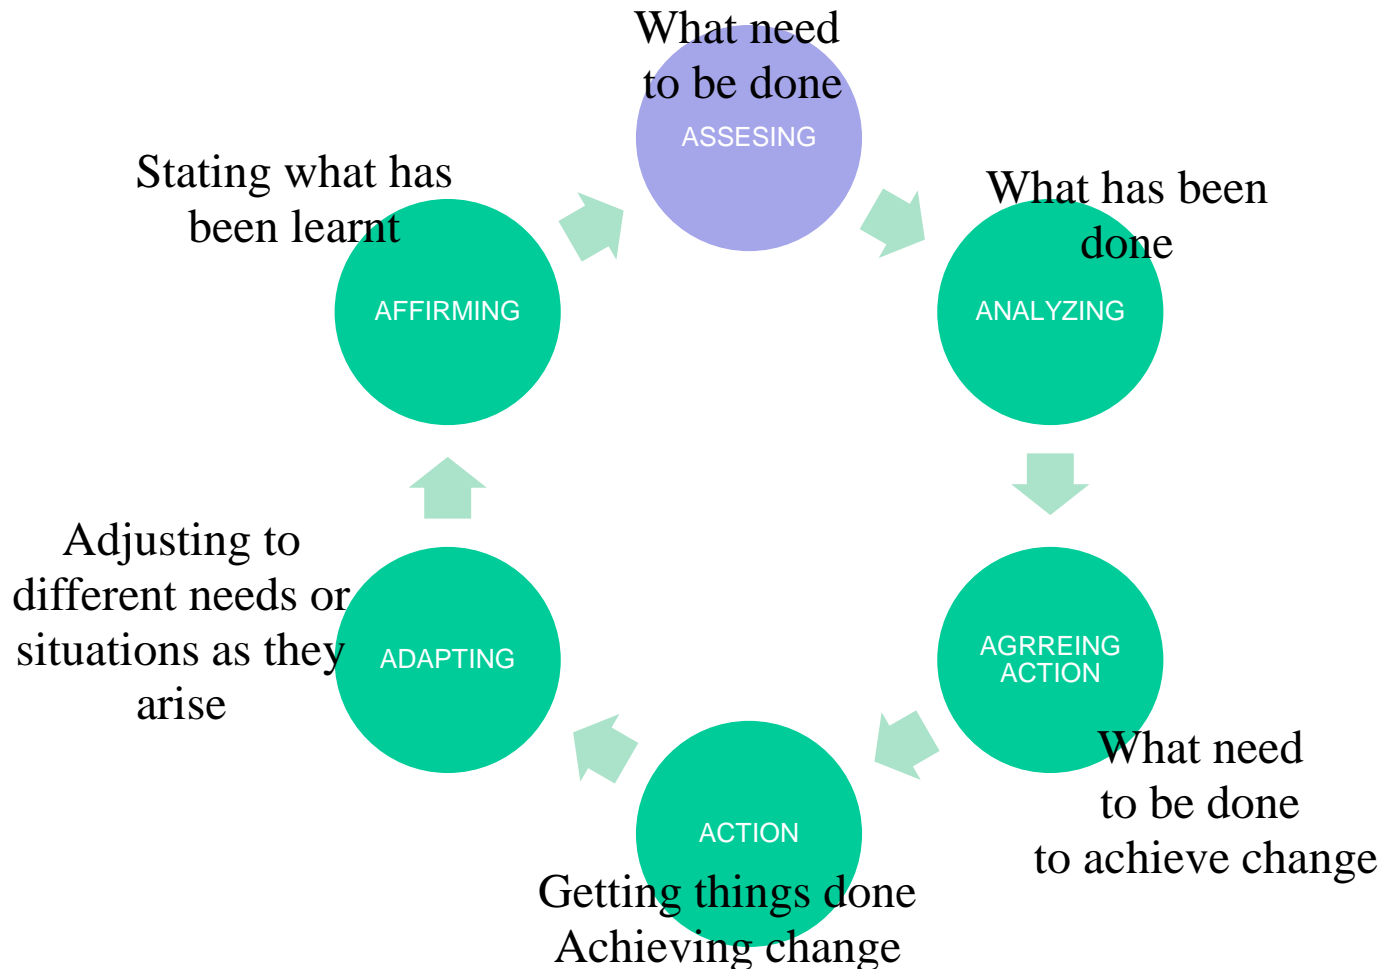 What need
to be done
ASSESING
What has been
done
ANALYZING
AGRREING
ACTION
What need
to be done
to achieve change
ACTION
Getting things done
Achieving change
Adjusting to
different needs or
situations as they
arise
ADAPTING
Stating what has
been learnt
AFFIRMING